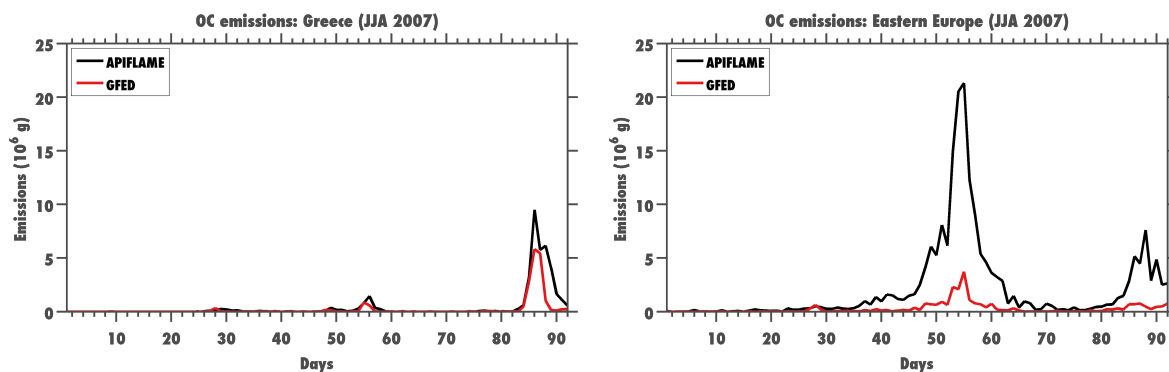 OC emissions: Greece (JJA 2007)
25
20
15
10
5
0
Emissions (10⁶ g)
APIFLAME
GFED
10 20 30 40 50 60 70 80 90
Days
OC emissions: Eastern Europe (JJA 2007)
25
20
15
10
5
0
Emissions (10⁶ g)
APIFLAME
GFED
10 20 30 40 50 60 70 80 90
Days